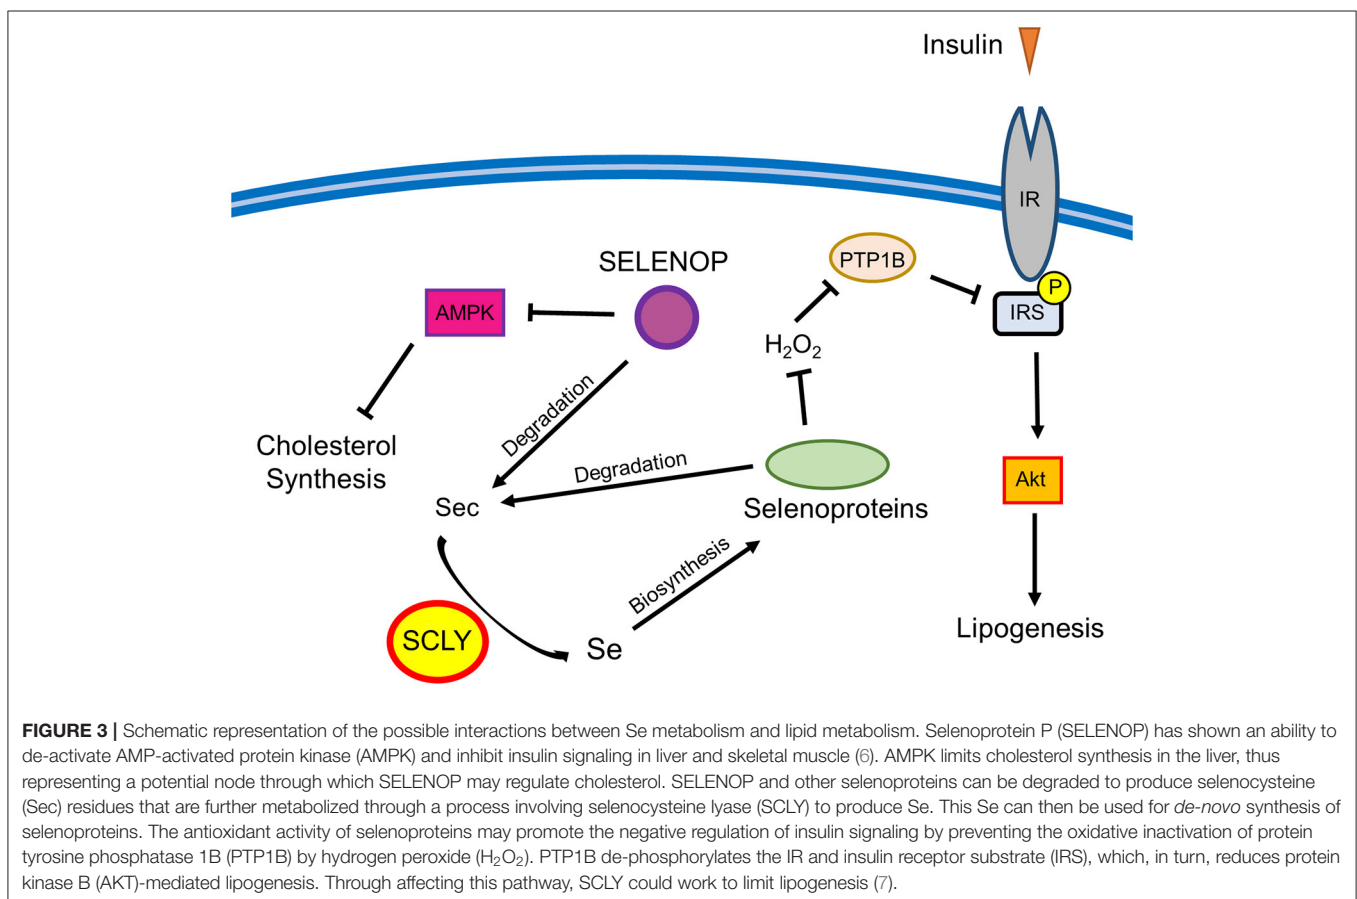 Insulin
IR
SELENOP
PTP1B
P
AMPK
IRS
H₂O₂
Degradation
Cholesterol
Synthesis
Degradation
Akt
Sec
Selenoproteins
Biosynthesis
SCLY
Se
Lipogenesis
FIGURE 3 | Schematic representation of the possible interactions between Se metabolism and lipid metabolism. Selenoprotein P (SELENOP) has shown an ability to
de-activate AMP-activated protein kinase (AMPK) and inhibit insulin signaling in liver and skeletal muscle (6). AMPK limits cholesterol synthesis in the liver, thus
representing a potential node through which SELENOP may regulate cholesterol. SELENOP and other selenoproteins can be degraded to produce selenocysteine
(Sec) residues that are further metabolized through a process involving selenocysteine lyase (SCLY) to produce Se. This Se can then be used for de-novo synthesis of
selenoproteins. The antioxidant activity of selenoproteins may promote the negative regulation of insulin signaling by preventing the oxidative inactivation of protein
tyrosine phosphatase 1B (PTP1B) by hydrogen peroxide (H₂O₂). PTP1B de-phosphorylates the IR and insulin receptor substrate (IRS), which, in turn, reduces protein
kinase B (AKT)-mediated lipogenesis. Through affecting this pathway, SCLY could work to limit lipogenesis (7).